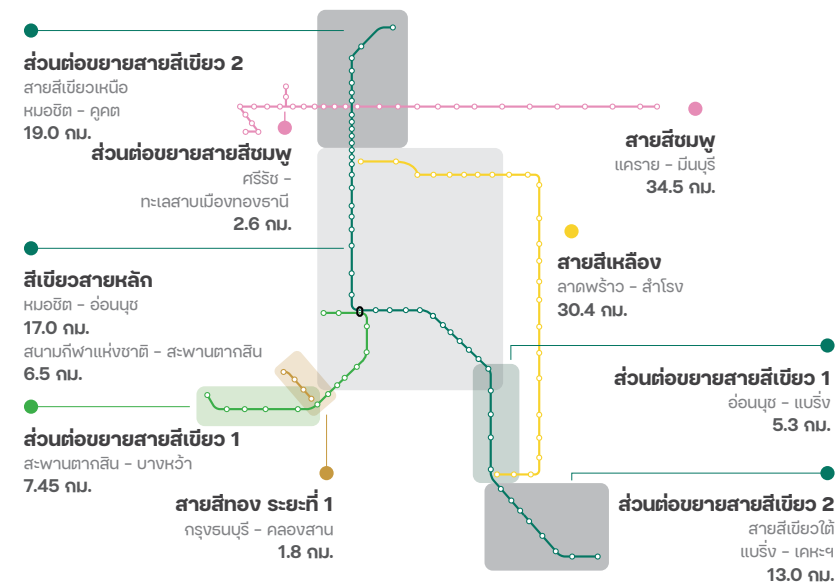 ส่วนต่อขยายสายสีเขียว 2
สายสีเขียวเหนือ
หมอชิต – คูคต
19.0 กม.
ส่วนต่อขยายสายสีชมพู
ศรีรัช –
ทะเลสาบเมืองทองธานี
2.6 กม.
สายสีชมพู
แคราย – มีนบุรี
34.5 กม.
สีเขียวสายหลัก
หมอชิต – อ่อนนุช
17.0 กม.
สนามกีฬาแห่งชาติ – สะพานตากสิน
6.5 กม.
สายสีเหลือง
ลาดพร้าว – สำโรง
30.4 กม.
ส่วนต่อขยายสายสีเขียว 1
อ่อนนุช – แบริ่ง
5.3 กม.
ส่วนต่อขยายสายสีเขียว 1
สะพานตากสิน – บางหว้า
7.45 กม.
สายสีทอง ระยะที่ 1
กรุงธนบุรี – คลองสาน
1.8 กม.
ส่วนต่อขยายสายสีเขียว 2
สายสีเขียวใต้
แบริ่ง – เคหะฯ
13.0 กม.